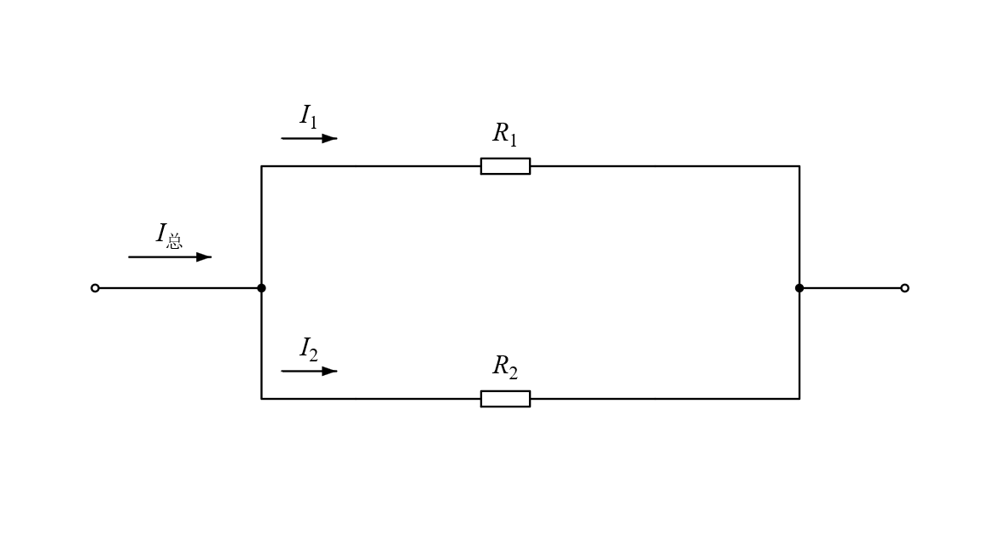 I₁
R₁
I总
I₂
R₂